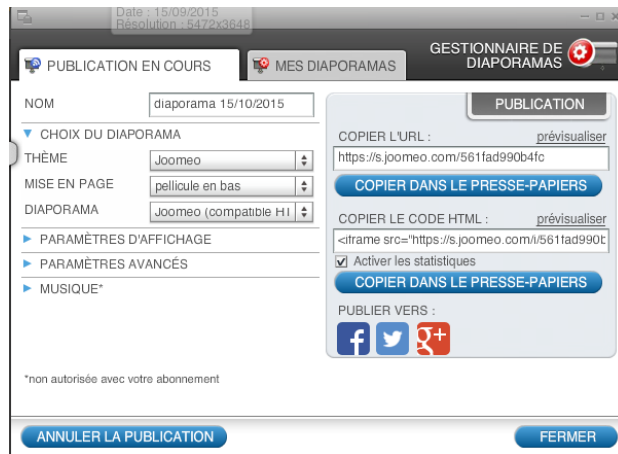 Date : 15/09/2015
Résolution : 5472x3648
GESTIONNAIRE DE
DIAPORAMAS
PUBLICATION EN COURS
MES DIAPORAMAS
NOM
diaporama 15/10/2015
CHOIX DU DIAPORAMA
THÈME
Joomeo
MISE EN PAGE
pellicule en bas
DIAPORAMA
Joomeo (compatible HT
PARAMÈTRES D'AFFICHAGE
PARAMÈTRES AVANCÉS
MUSIQUE*
*non autorisée avec votre abonnement
PUBLICATION
COPIER L'URL :
prévisualiser
https://s.joomeo.com/561fad990b4fc
COPIER DANS LE PRESSE-PAPIERS
COPIER LE CODE HTML :
prévisualiser
<iframe src="https://s.joomeo.com/i/561fad990b
Activer les statistiques
COPIER DANS LE PRESSE-PAPIERS
PUBLIER VERS :
f
g+
ANNULER LA PUBLICATION
FERMER